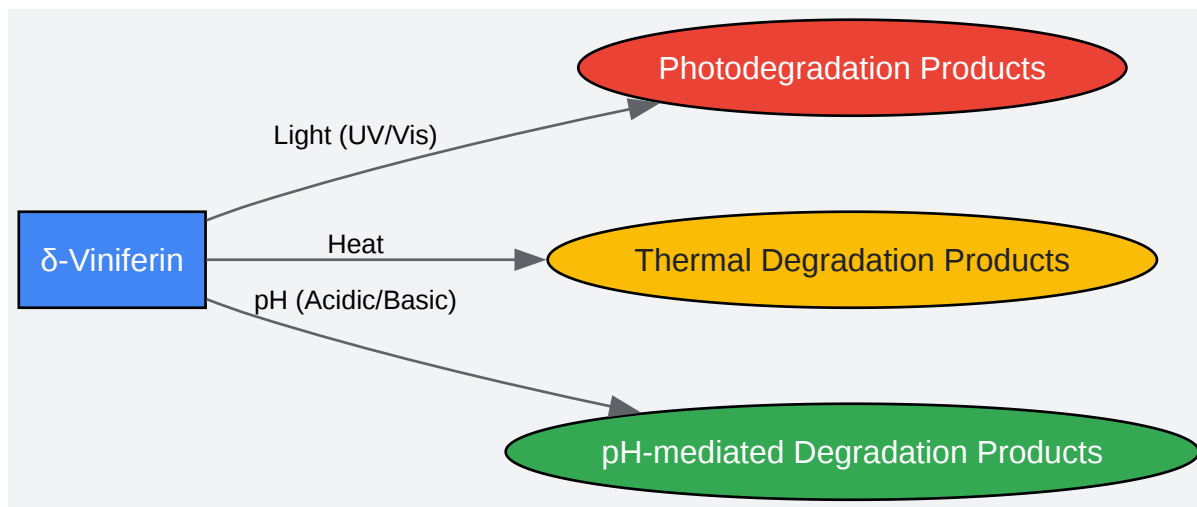 Photodegradation Products
Light (UV/Vis)
δ-Viniferin
Heat
Thermal Degradation Products
pH (Acidic/Basic)
pH-mediated Degradation Products